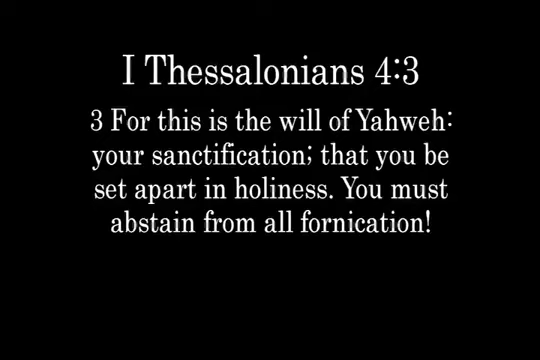 I Thessalonians 4:3
3 For this is the will of Yahweh:
your sanctification; that you be
set apart in holiness. You must
abstain from all fornication!